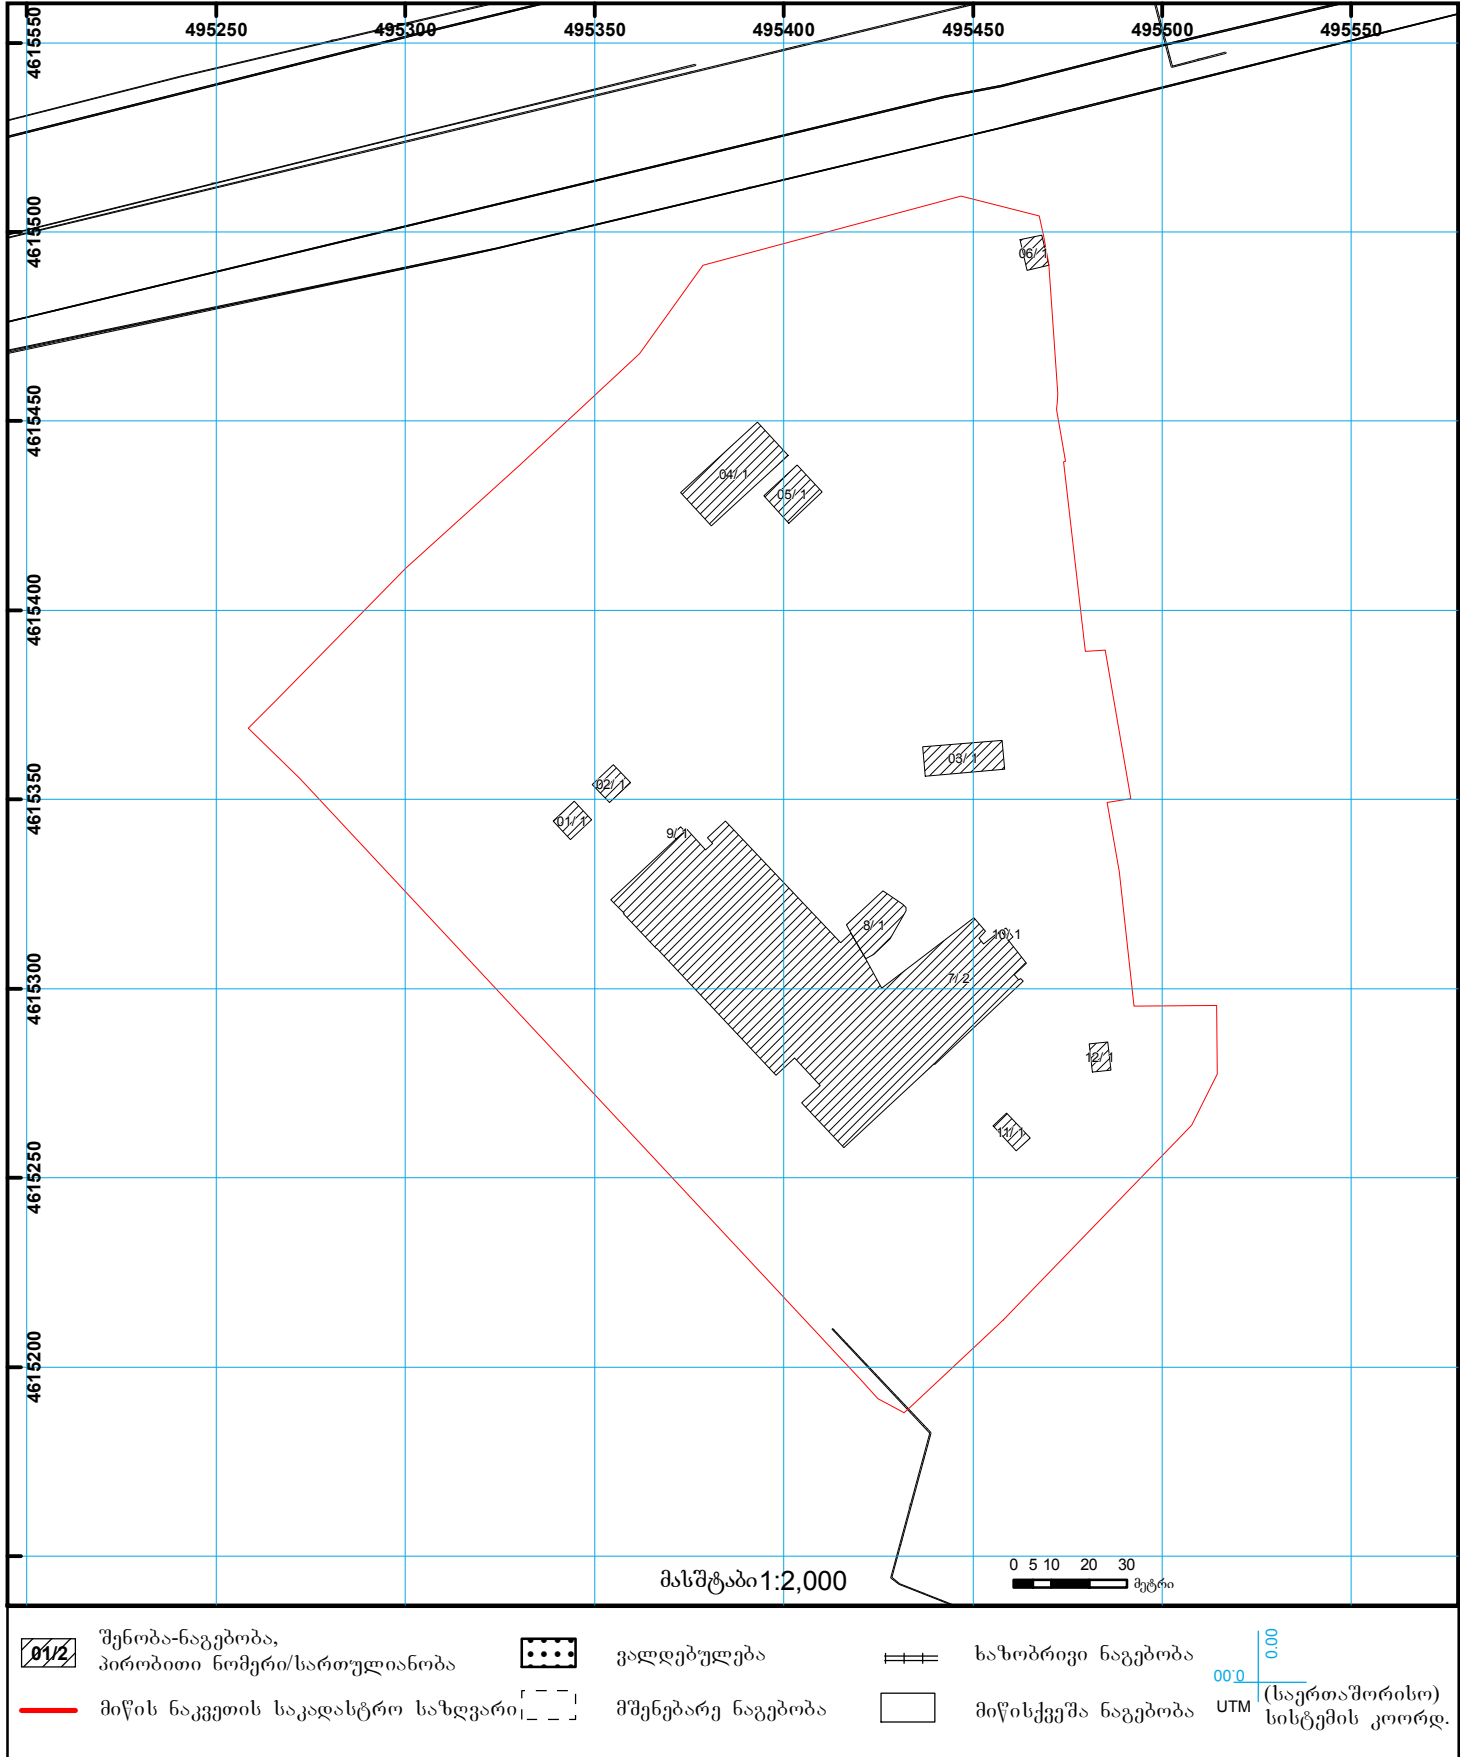 495250 495300 495350 495400 495450 495500 495550
4615550
4615500
06/ 1
4615450
04/ 1
05/ 1
4615400
03/ 1
02/ 1
4615350
01/ 1
9/ 1
8/ 1
10/ 1
7/ 2
4615300
12/ 1
11/ 1
4615250
4615200
მასშტაბი 1:2,000
0 5 10 20 30
მეტრი
01/2
შენობა-ნაგებობა,
პირობითი ნომერი/სართულიანობა
ვალდებულება
ხაზობრივი ნაგებობა
00.0
00.0
მიწის ნაკვეთის საკადასტრო საზღვარი
მშენებარე ნაგებობა
მიწისქვეშა ნაგებობა
UTM (საერთაშორისო)
სისტემის კოორდ.